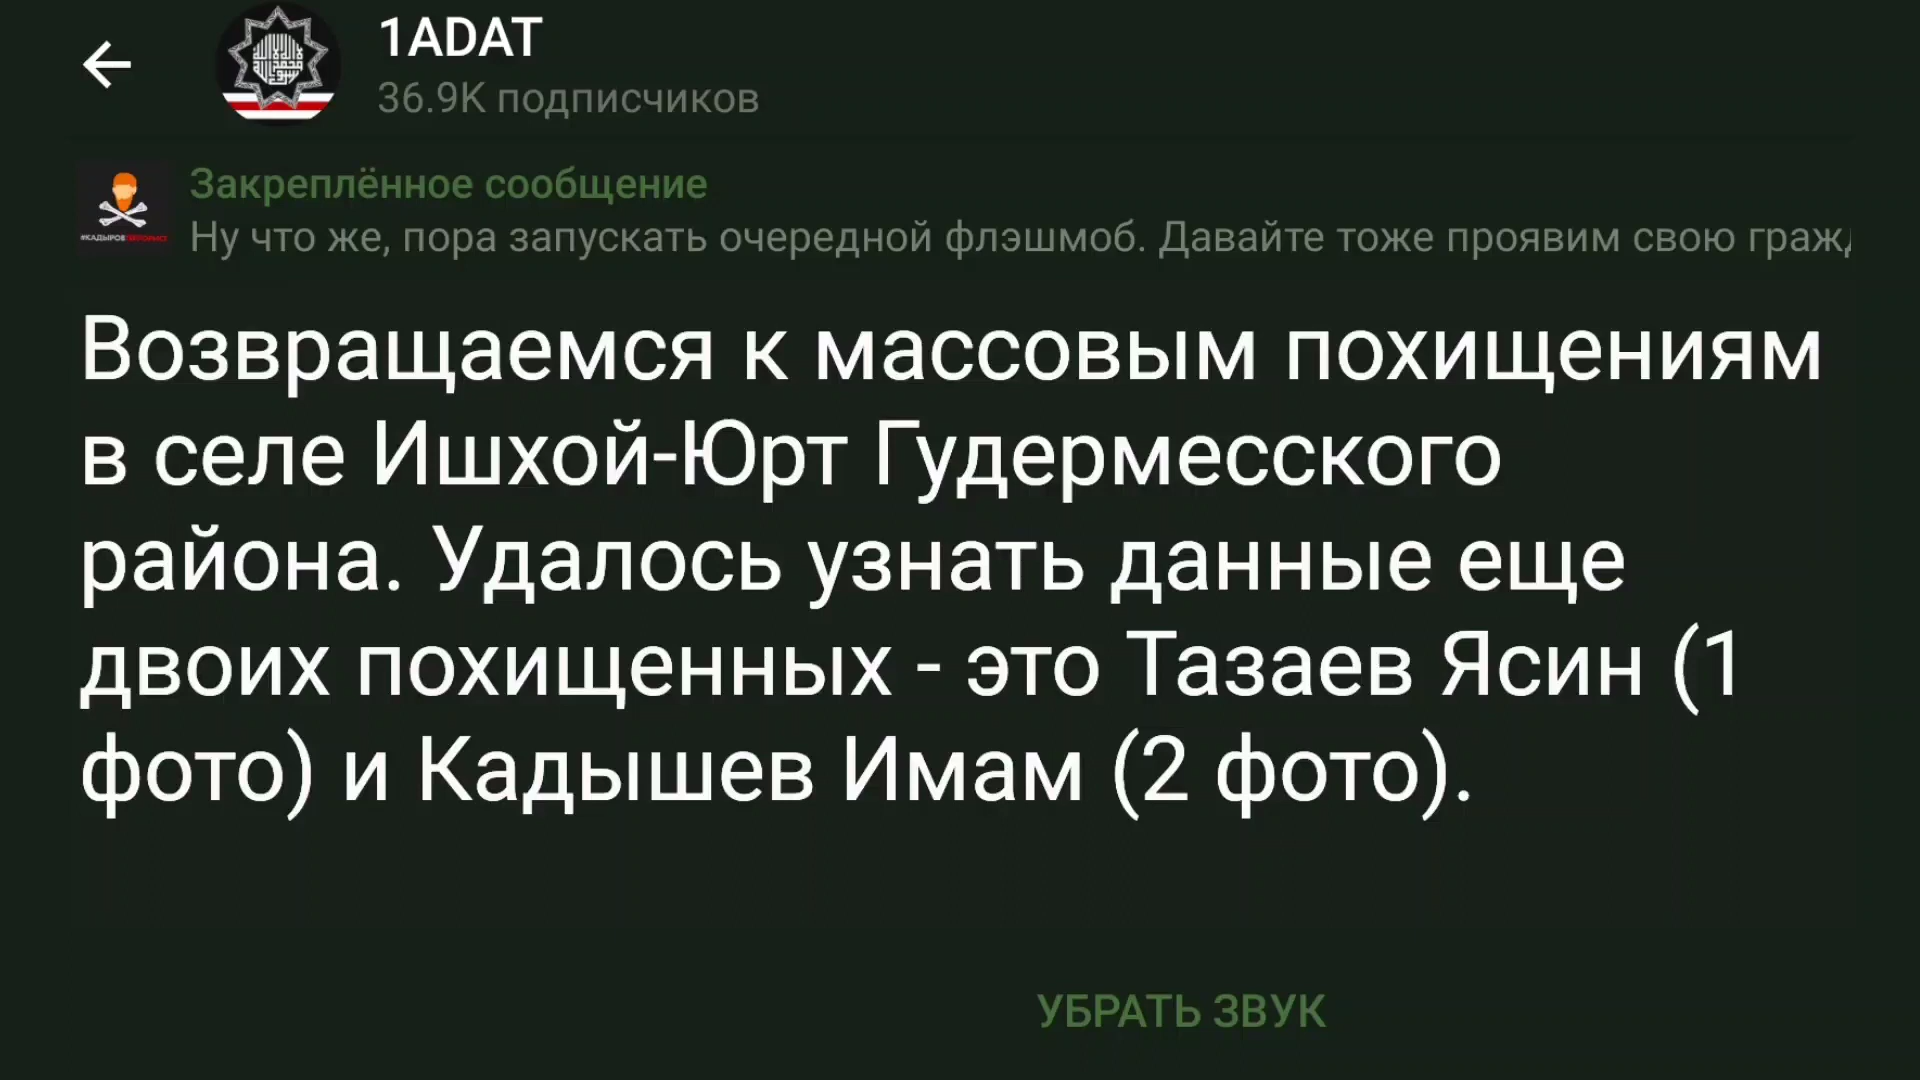 1ADAT
36.9K подписчиков
Закреплённое сообщение
Ну что же, пора запускать очередной флэшмоб. Давайте тоже проявим свою
Возвращаемся к массовым похищениям
в селе Ишхой-Юрт Гудермесского
района. Удалось узнать данные еще
двоих похищенных - это Тазаев Ясин (1
фото) и Кадышев Имам (2 фото).
УБРАТЬ ЗВУК